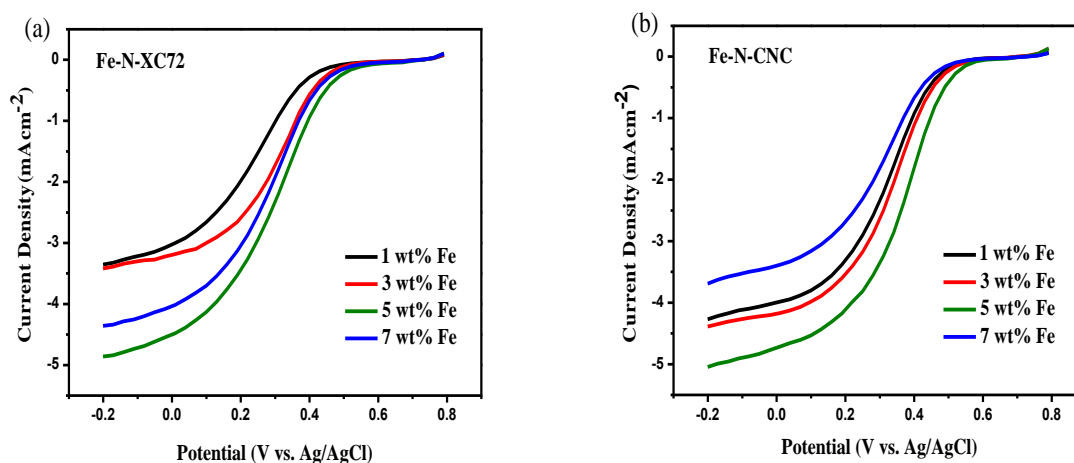 (a)
Fe-N-XC72
0
-1
-2
-3
-4
-5
-0.2 0.0 0.2 0.4 0.6 0.8
Current Density (mA cm-2)
Potential (V vs. Ag/AgCl)
1 wt% Fe
3 wt% Fe
5 wt% Fe
7 wt% Fe
(b)
Fe-N-CNC
0
-1
-2
-3
-4
-5
-0.2 0.0 0.2 0.4 0.6 0.8
Current Density (mA cm-2)
Potential (V vs. Ag/AgCl)
1 wt% Fe
3 wt% Fe
5 wt% Fe
7 wt% Fe